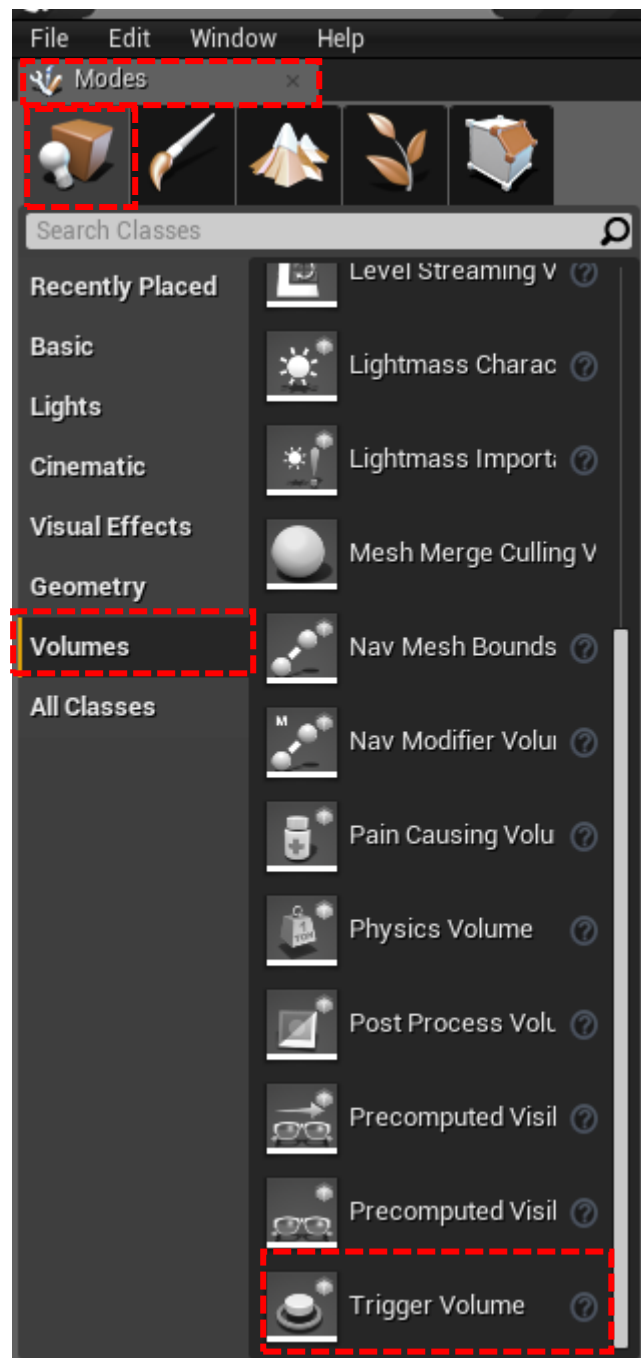 File Edit Window Help
Modes
Search Classes
Recently Placed
Basic
Lights
Cinematic
Visual Effects
Geometry
Volumes
All Classes
Level Streaming V
Lightmass Charac
Lightmass Importa
Mesh Merge Culling V
Nav Mesh Bounds
M
Nav Modifier Volu
Pain Causing Volu
1
TON
Physics Volume
Post Process Volu
Precomputed Visil
Precomputed Visil
Trigger Volume